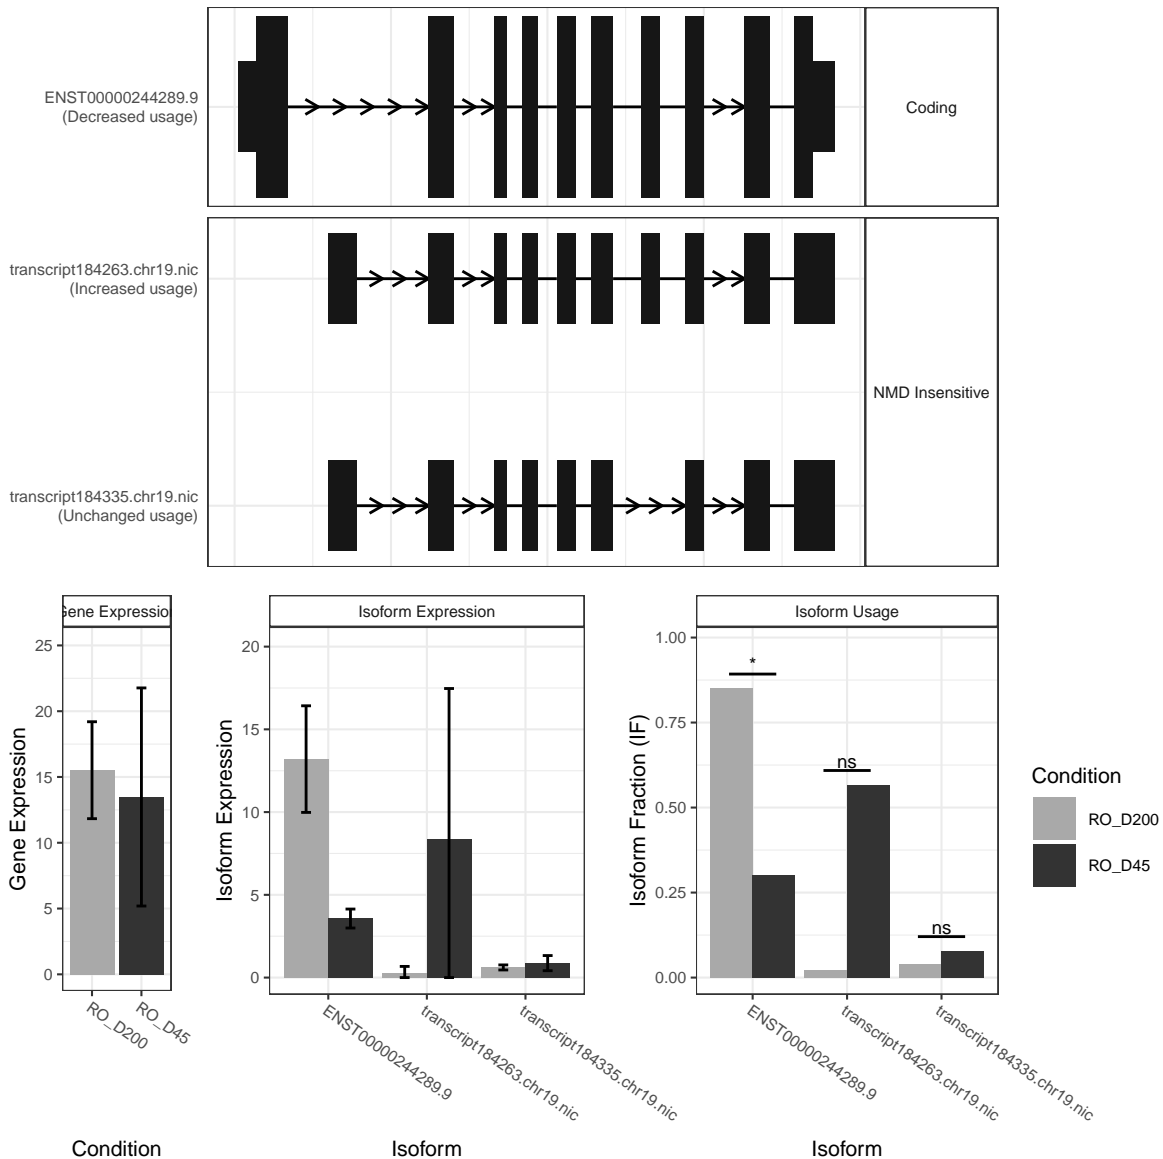 ENST00000244289.9
(Decreased usage)
Coding
transcript184263.chr19.nic
(Increased usage)
NMD Insensitive
transcript184335.chr19.nic
(Unchanged usage)
Gene Expression
Gene Expression
25
20
15
10
5
0
RO_D200
RO_D45
Condition
Isoform Expression
Isoform Expression
20
15
10
5
0
ENST00000244289.9
transcript184263.chr19.nic
transcript184335.chr19.nic
Isoform
Isoform Usage
Isoform Fraction (IF)
1.00
0.75
0.50
0.25
0.00
*
ns
ns
ENST00000244289.9
transcript184263.chr19.nic
transcript184335.chr19.nic
Isoform
Condition
RO_D200
RO_D45